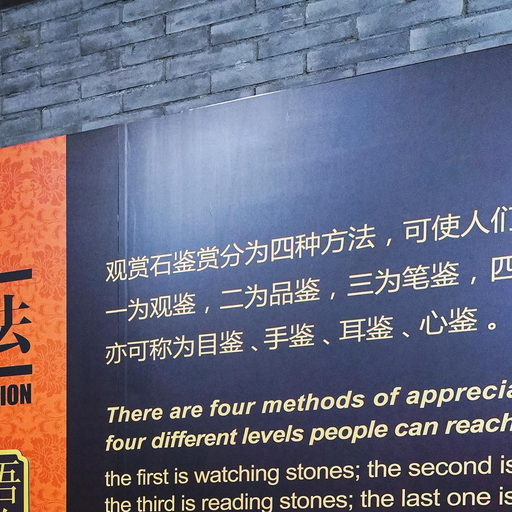 观赏石鉴赏分为四种方法，可使人们
一为观鉴，二为品鉴，三为笔鉴，四
亦可称为目鉴、手鉴、耳鉴、心鉴。
There are four methods of apprecia
four different levels people can reach
the first is watching stones; the second is
the third is reading stones; the last one is
法
ION
语